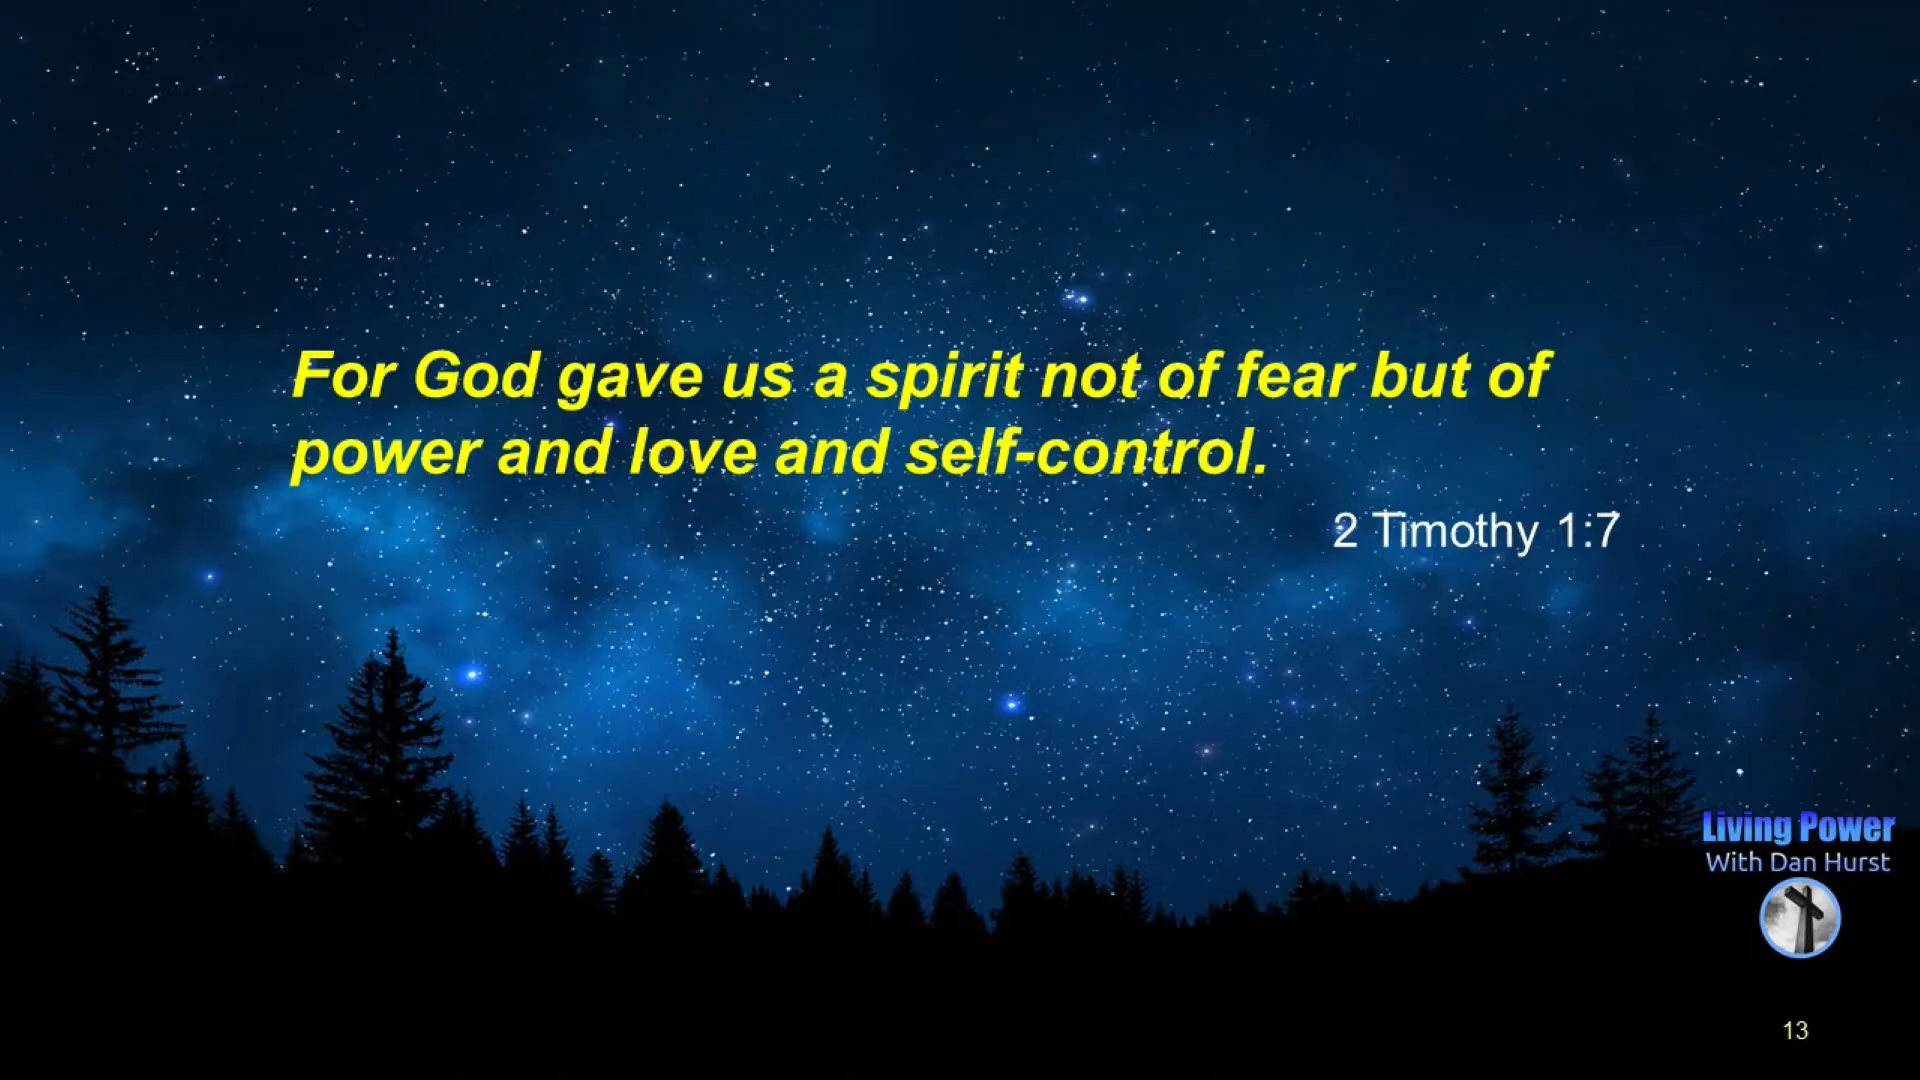 For God gave us a spirit not of fear but of
power and love and self-control.
2 Timothy 1:7
Living Power
With Dan Hurst
13